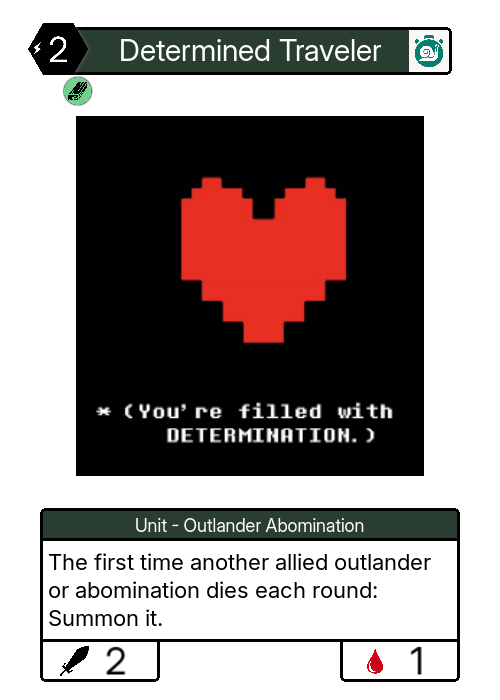 2 Determined Traveler
* (You're filled with
DETERMINATION.)
Unit - Outlander Abomination
The first time another allied outlander
or abomination dies each round:
Summon it.
2 1